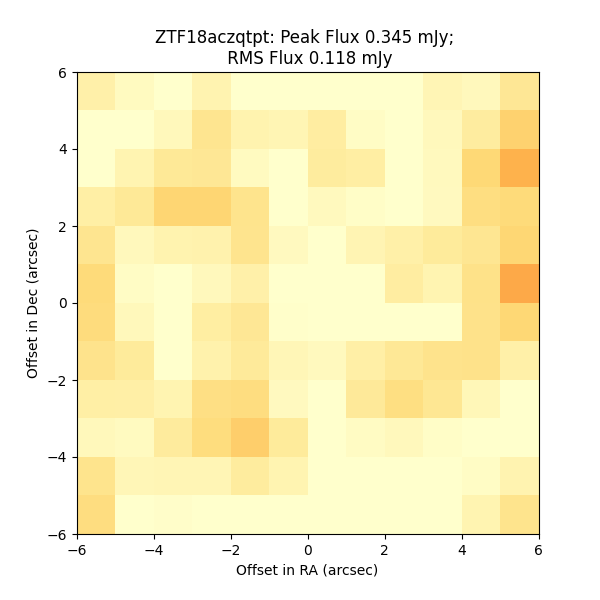 ZTF18aczqtpt: Peak Flux 0.345 mJy;
RMS Flux 0.118 mJy
6
4
2
0
−2
−4
−6
Offset in Dec (arcsec)
−6 −4 −2 0 2 4 6
Offset in RA (arcsec)